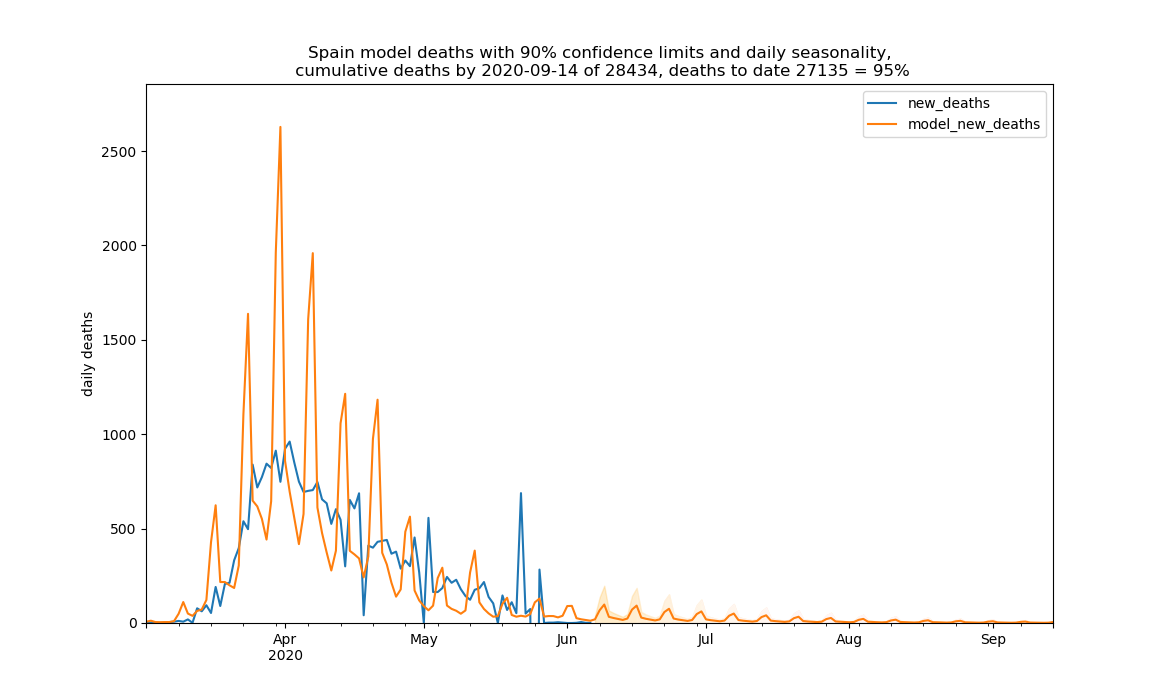 Spain model deaths with 90% confidence limits and daily seasonality,
cumulative deaths by 2020-09-14 of 28434, deaths to date 27135 = 95%
new_deaths
model_new_deaths
daily deaths
2500
2000
1500
1000
500
0
Apr
2020
May
Jun
Jul
Aug
Sep